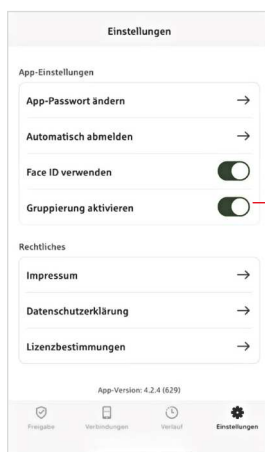 Einstellungen
App-Einstellungen
App-Passwort ändern
Automatisch abmelden
Face ID verwenden
Gruppierung aktivieren
Rechtliches
Impressum
Datenschutzerklärung
Lizenzbestimmungen
App-Version: 4.2.4 (629)
Freigabe Verbindungen Verlauf Einstellungen